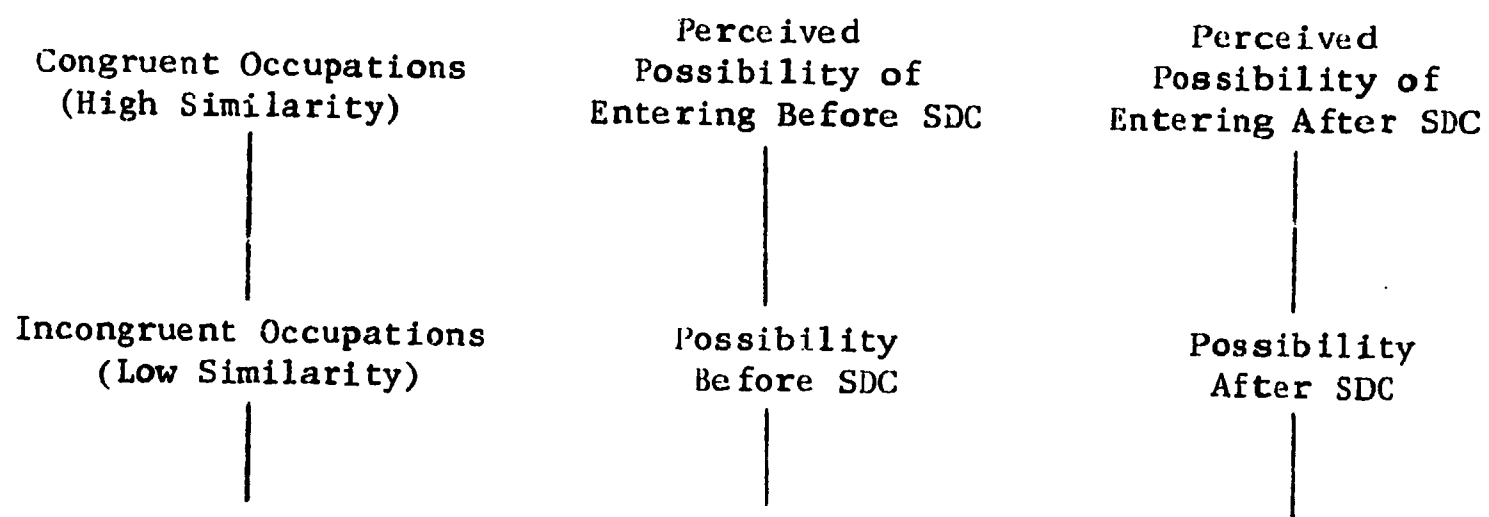 Congruent Occupations
(High Similarity)
Perceived
Possibility of
Entering Before SDC
Perceived
Possibility of
Entering After SDC
Incongruent Occupations
(Low Similarity)
Possibility
Before SDC
Possibility
After SDC